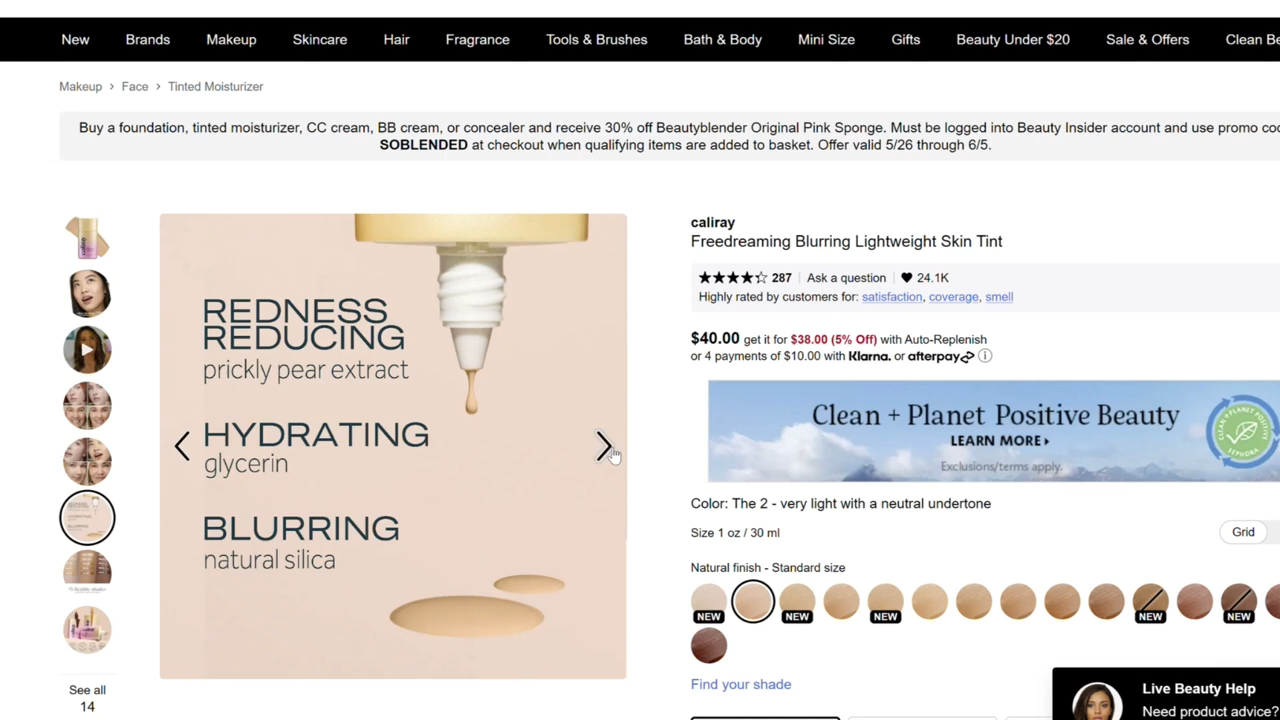 New Brands Makeup Skincare Hair Fragrance Tools & Brushes Bath & Body Mini Size Gifts Beauty Under $20 Sale & Offers Clean
Makeup > Face > Tinted Moisturizer
Buy a foundation, tinted moisturizer, CC cream, BB cream, or concealer and receive 30% off Beautyblender Original Pink Sponge. Must be logged into Beauty Insider account and use promo
SOBLENDED at checkout when qualifying items are added to basket. Offer valid 5/26 through 6/5.
caliray
Freedreaming Blurring Lightweight Skin Tint
287 Ask a question 24.1K
Highly rated by customers for: satisfaction, coverage, smell
$40.00 get it for $38.00 (5% Off) with Auto-Replenish
or 4 payments of $10.00 with Klarna. or afterpay
REDNESS
REDUCING
prickly pear extract
HYDRATING
glycerin
BLURRING
natural silica
Clean + Planet Positive Beauty
LEARN MORE
Exclusions/terms apply.
CLEAN + PLANET POSITIVE
SEPHORA
Color: The 2 - very light with a neutral undertone
Size 1 oz / 30 ml
Grid
Natural finish - Standard size
NEW NEW NEW NEW NEW
Find your shade
See all
14
Live Beauty Help
Need product advice?